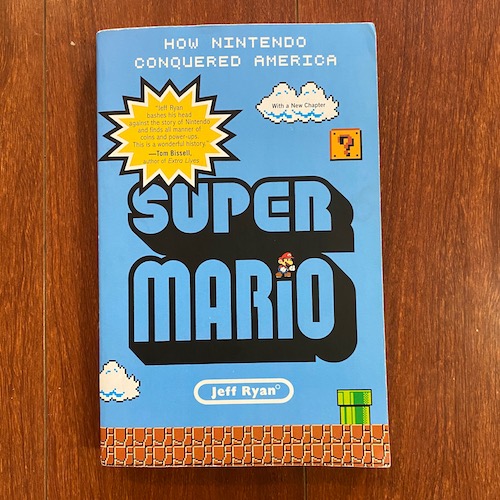 HOW NINTENDO
CONQUERED AMERICA
"Jeff Ryan
bashes his head
against the story of Nintendo
and finds all manner of
coins and power-ups.
This is a wonderful history."
—Tom Bissell,
author of Extra Lives
With a New Chapter
?
SUPER
MARiO
Jeff Ryan